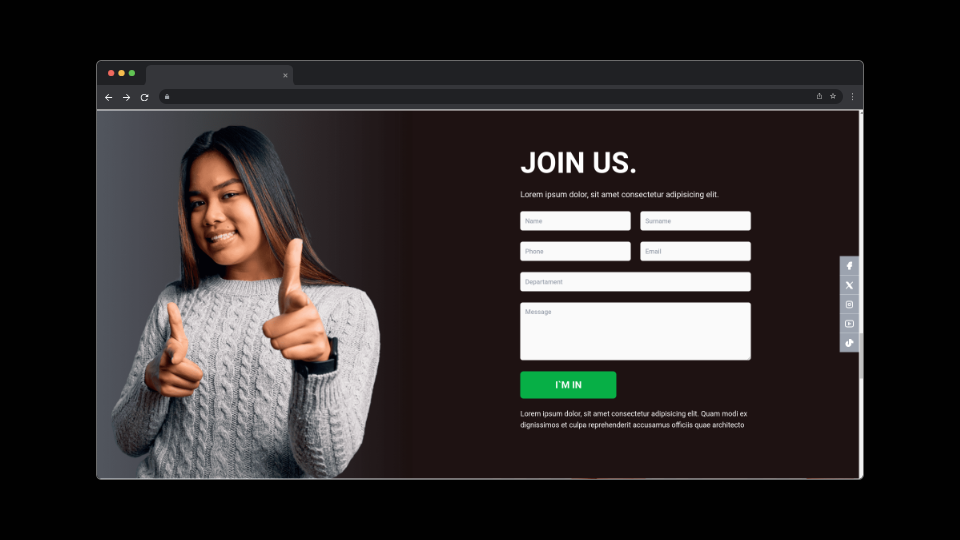 JOIN US.
Lorem ipsum dolor, sit amet consectetur adipisicing elit.
Name
Surname
Phone
Email
Departament
Message
I`M IN
Lorem ipsum dolor, sit amet consectetur adipisicing elit. Quam modi ex
dignissimos et culpa reprehenderit accusamus officiis quae architecto